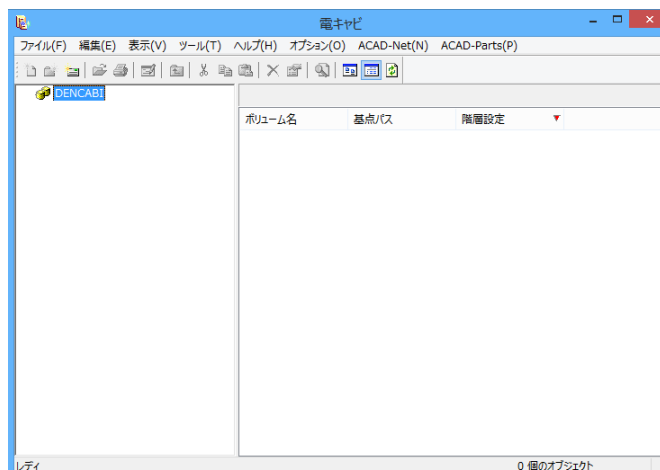 電キャビ
ファイル(F) 編集(E) 表示(V) ツール(T) ヘルプ(H) オプション(O) ACAD-Net(N) ACAD-Parts(P)
DENCABI
ボリューム名 基点パス 階層設定
レディ 0 個のオブジェクト